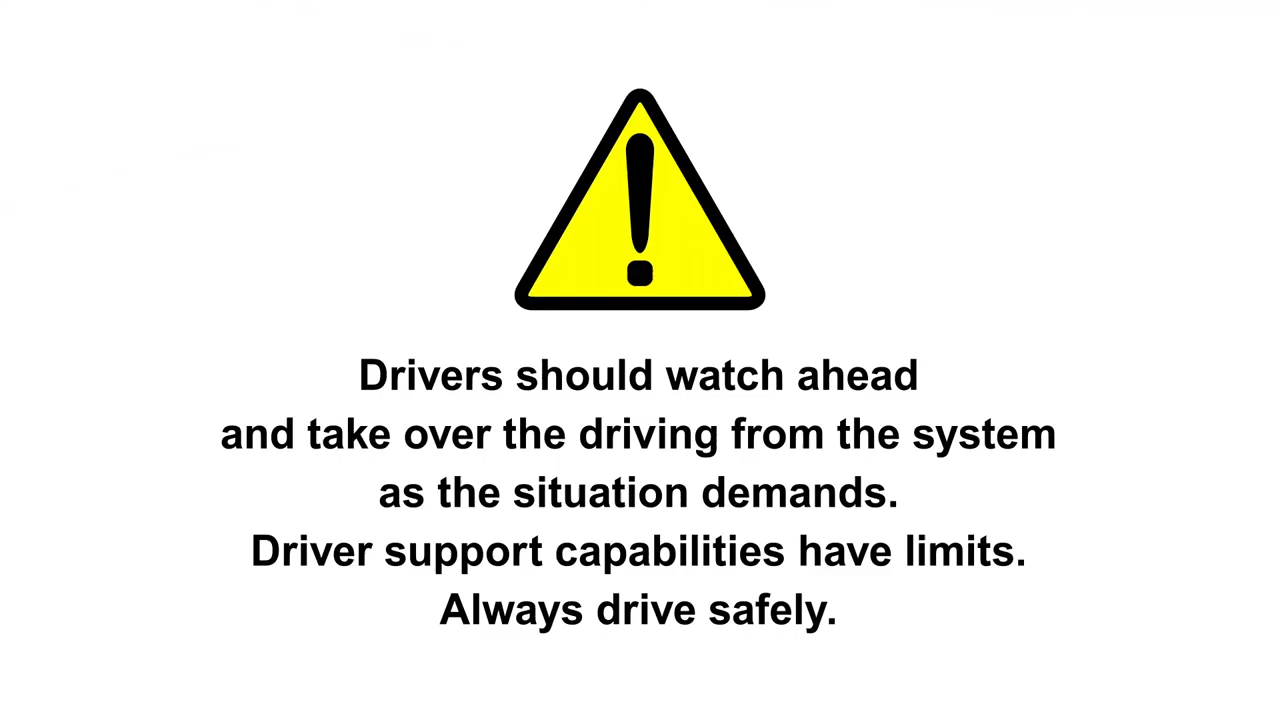 Drivers should watch ahead
and take over the driving from the system
as the situation demands.
Driver support capabilities have limits.
Always drive safely.